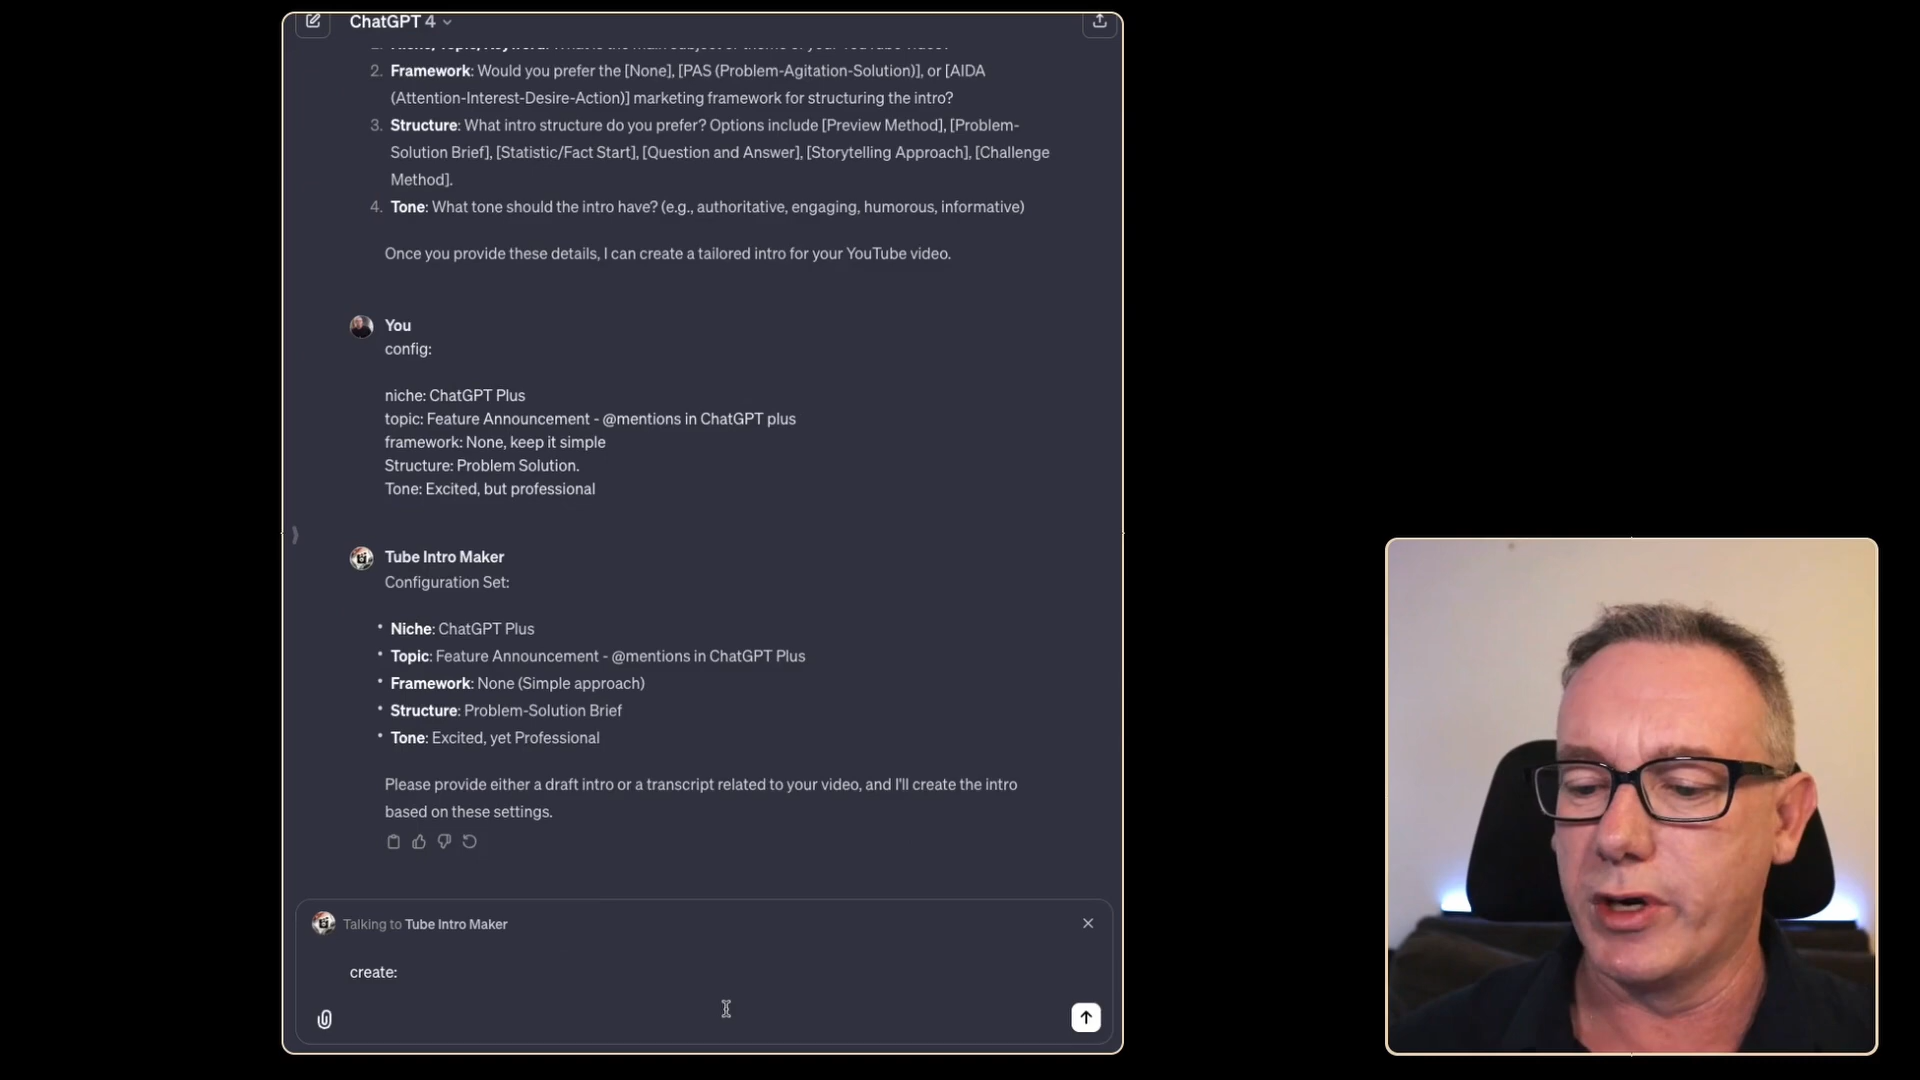 ChatGPT 4
2. Framework: Would you prefer the [None], [PAS (Problem-Agitation-Solution)], or [AIDA
(Attention-Interest-Desire-Action)] marketing framework for structuring the intro?
3. Structure: What intro structure do you prefer? Options include [Preview Method], [Problem-
Solution Brief], [Statistic/Fact Start], [Question and Answer], [Storytelling Approach], [Challenge
Method].
4. Tone: What tone should the intro have? (e.g., authoritative, engaging, humorous, informative)
Once you provide these details, I can create a tailored intro for your YouTube video.
You
config:
niche: ChatGPT Plus
topic: Feature Announcement - @mentions in ChatGPT plus
framework: None, keep it simple
Structure: Problem Solution.
Tone: Excited, but professional
Tube Intro Maker
Configuration Set:
• Niche: ChatGPT Plus
• Topic: Feature Announcement - @mentions in ChatGPT Plus
• Framework: None (Simple approach)
• Structure: Problem-Solution Brief
• Tone: Excited, yet Professional
Please provide either a draft intro or a transcript related to your video, and I'll create the intro
based on these settings.
Talking to Tube Intro Maker
create: